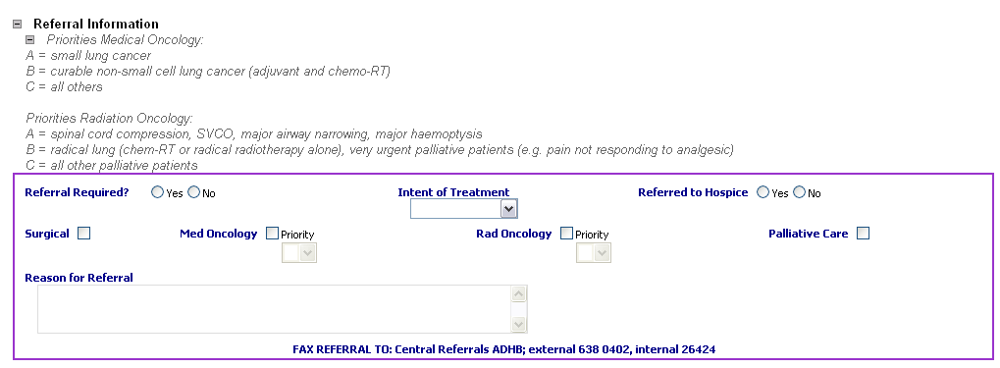 Referral Information
Priorities Medical Oncology:
A = small lung cancer
B = curable non-small cell lung cancer (adjuvant and chemo-RT)
C = all others
Priorities Radiation Oncology:
A = spinal cord compression, SVCO, major airway narrowing, major haemoptysis
B = radical lung (chem-RT or radical radiotherapy alone), very urgent palliative patients (e.g. pain not responding to analgesic)
C = all other palliative patients
Referral Required? Yes No Intent of Treatment Referred to Hospice Yes No
Surgical Med Oncology Priority Rad Oncology Priority Palliative Care
Reason for Referral
FAX REFERRAL TO: Central Referrals ADHB; external 638 0402, internal 26424